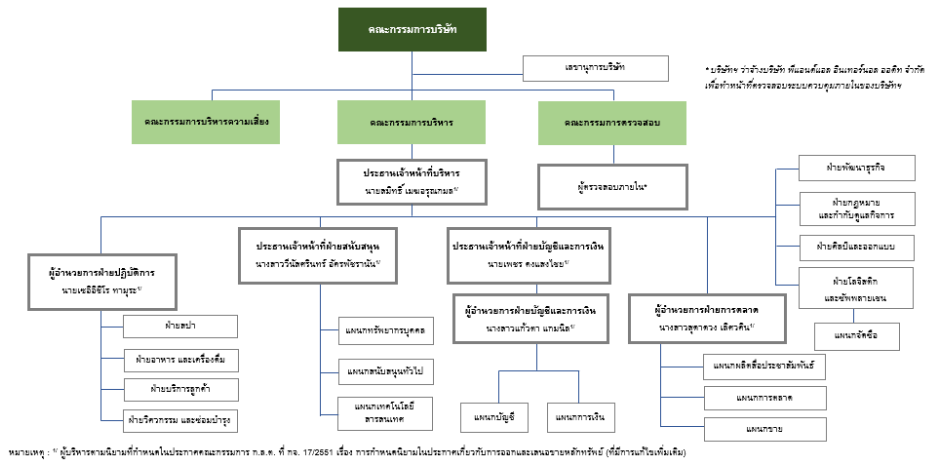 คณะกรรมการบริษัท
เลขานุการบริษัท
* บริษัทฯ ว่าจ้างบริษัท พีแอนด์แอล อินเทอร์นอล ออดิท จำกัด
เพื่อทำหน้าที่ตรวจสอบระบบควบคุมภายในของบริษัทฯ
คณะกรรมการบริหารความเสี่ยง
คณะกรรมการบริหาร
คณะกรรมการตรวจสอบ
ประธานเจ้าหน้าที่บริหาร
นายสมิทธิ์ เมฆอรุณกมล*/
ผู้ตรวจสอบภายใน*
ฝ่ายพัฒนาธุรกิจ
ฝ่ายกฎหมาย
และกำกับดูแลกิจการ
ฝ่ายศิลป์และออกแบบ
ฝ่ายโลจิสติก
และซัพพลายเชน
แผนกจัดซื้อ
ผู้อำนวยการฝ่ายปฏิบัติการ
นายเซอิอิชิโร ทามุระ*/
ฝ่ายสปา
ฝ่ายอาหาร และเครื่องดื่ม
ฝ่ายบริการลูกค้า
ฝ่ายวิศวกรรม และซ่อมบำรุง
ประธานเจ้าหน้าที่ฝ่ายสนับสนุน
นางสาววีนัสตรินทร์ อัครพัชรานัน*/
แผนกทรัพยากรบุคคล
แผนกสนับสนุนทั่วไป
แผนกเทคโนโลยี
สารสนเทศ
ประธานเจ้าหน้าที่ฝ่ายบัญชีและการเงิน
นายเพชร คงแสงไชย*/
ผู้อำนวยการฝ่ายบัญชีและการเงิน
นางสาวแก้วตา แกมนิล*/
แผนกบัญชี
แผนกการเงิน
ผู้อำนวยการฝ่ายการตลาด
นางสาวสุดาดวง เลิศวศิน*/
แผนกผลิตสื่อประชาสัมพันธ์
แผนกการตลาด
แผนกขาย
หมายเหตุ : */ ผู้บริหารตามนิยามที่กำหนดในประกาศคณะกรรมการ ก.ล.ต. ที่ กจ. 17/2551 เรื่อง การกำหนดนิยามในประกาศเกี่ยวกับการออกและเสนอขายหลักทรัพย์ (ที่มีการแก้ไขเพิ่มเติม)